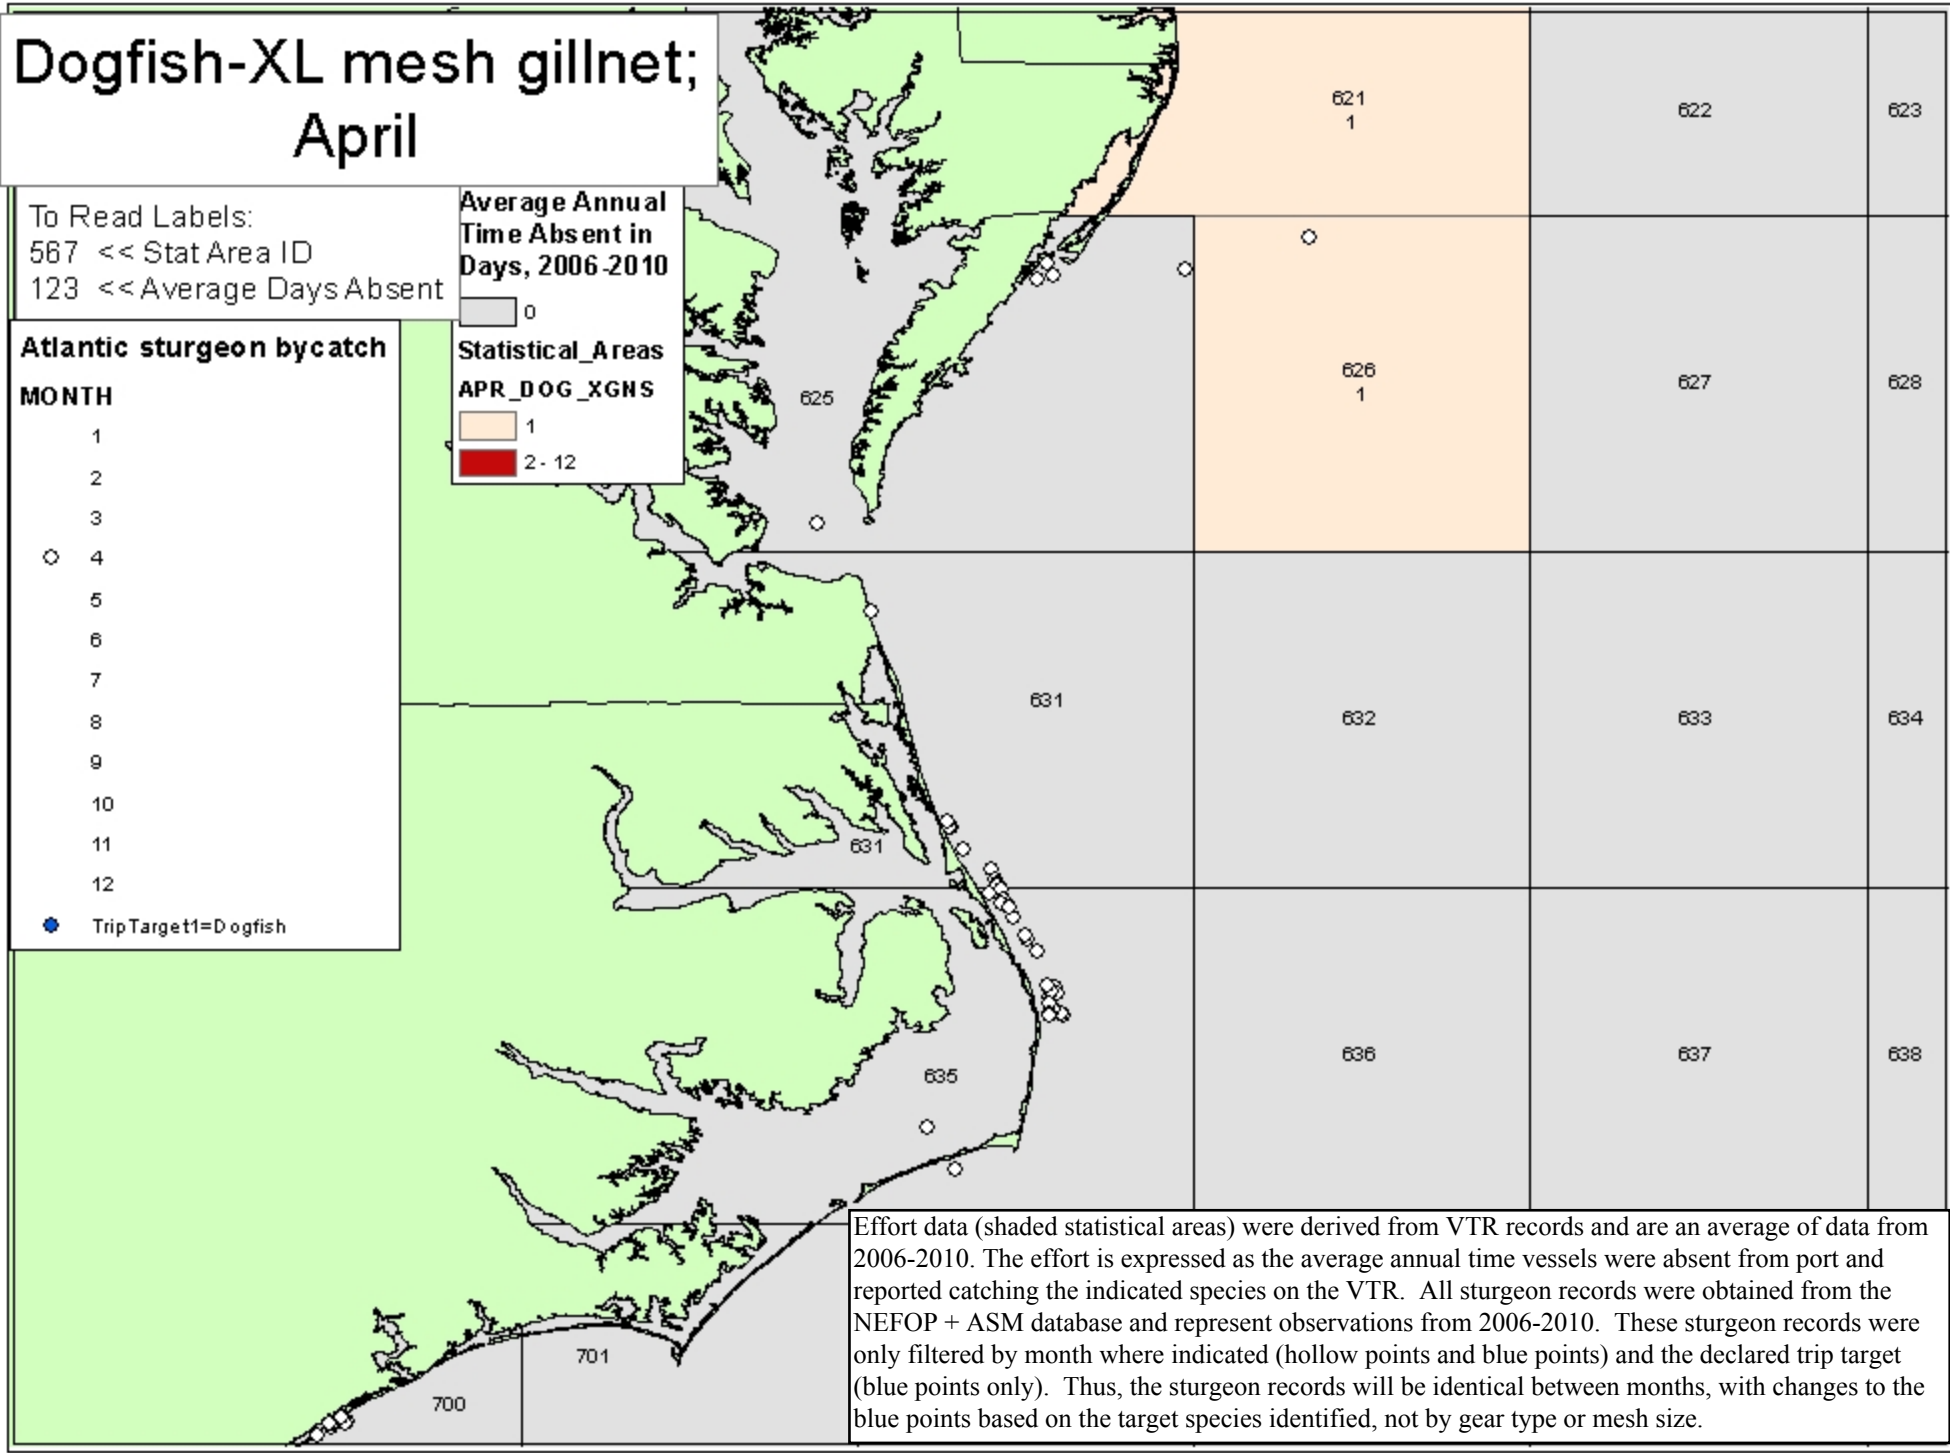 Dogfish-XL mesh gillnet;
April
To Read Labels:
567 << Stat Area ID
123 << Average Days Absent
Average Annual
Time Absent in
Days, 2006-2010
0
Statistical_Areas
APR_DOG_XGNS
1
2 - 12
Atlantic sturgeon bycatch
MONTH
1
2
3
4
5
6
7
8
9
10
11
12
TripTarget1=Dogfish
621
1
622
623
625
626
1
627
628
631
632
633
634
631
635
636
637
638
701
700
Effort data (shaded statistical areas) were derived from VTR records and are an average of data from
2006-2010. The effort is expressed as the average annual time vessels were absent from port and
reported catching the indicated species on the VTR.  All sturgeon records were obtained from the
NEFOP + ASM database and represent observations from 2006-2010.  These sturgeon records were
only filtered by month where indicated (hollow points and blue points) and the declared trip target
(blue points only).  Thus, the sturgeon records will be identical between months, with changes to the
blue points based on the target species identified, not by gear type or mesh size.